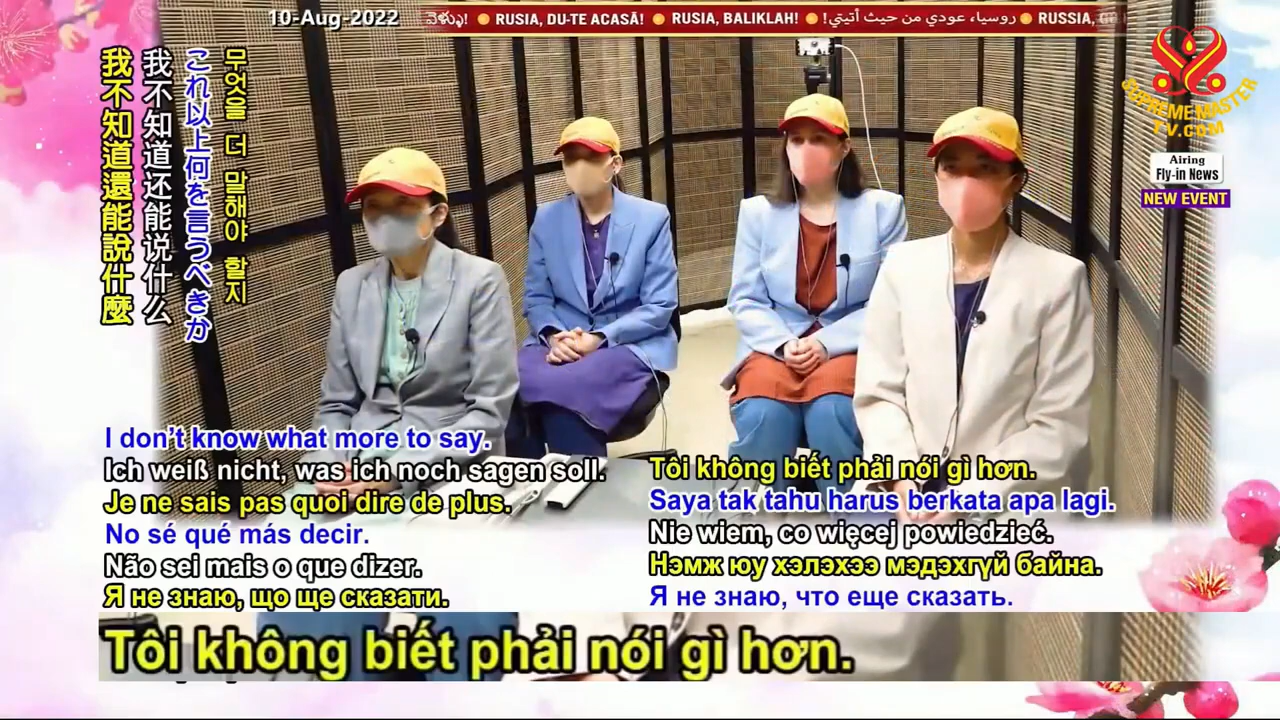 10-Aug-2022
RUSIA, DU-TE ACASĂ! RUSIA, BALIKLAH! روسياء عودي من حيث أتيتي! RUSSIA,
SUPREME MASTER
TV.COM
Airing
Fly-in News
NEW EVENT
무엇을 더 말해야 할지
これ以上何を言うべきか
我不知道还能说什么
我不知道還能說什麼
I don't know what more to say.
Ich weiß nicht, was ich noch sagen soll.
Je ne sais pas quoi dire de plus.
No sé qué más decir.
Não sei mais o que dizer.
Я не знаю, що ще сказати.
Tôi không biết phải nói gì hơn.
Saya tak tahu harus berkata apa lagi.
Nie wiem, co więcej powiedzieć.
Нэмж юу хэлэхээ мэдэхгүй байна.
Я не знаю, что еще сказать.
Tôi không biết phải nói gì hơn.